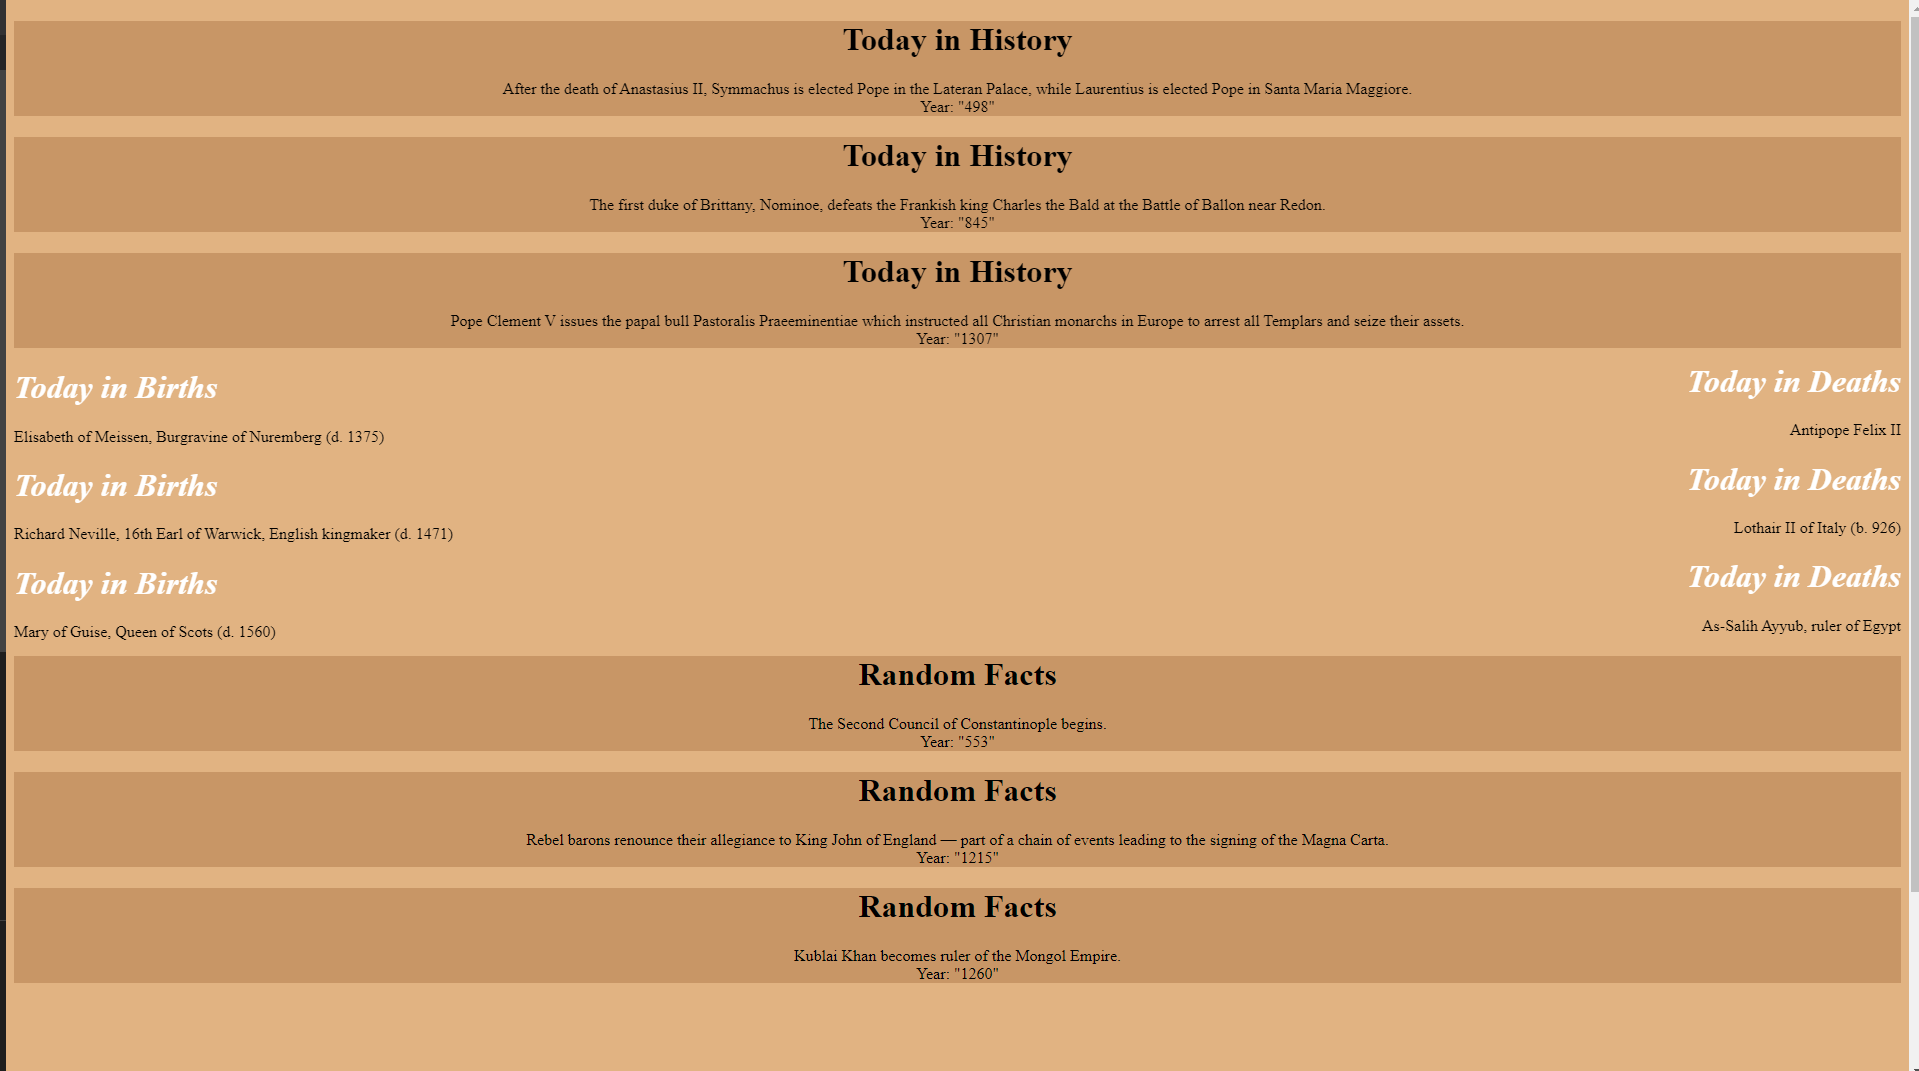 Today in History
After the death of Anastasius II, Symmachus is elected Pope in the Lateran Palace, while Laurentius is elected Pope in Santa Maria Maggiore.
Year: "498"
Today in History
The first duke of Brittany, Nominoe, defeats the Frankish king Charles the Bald at the Battle of Ballon near Redon.
Year: "845"
Today in History
Pope Clement V issues the papal bull Pastoralis Praeeminentiae which instructed all Christian monarchs in Europe to arrest all Templars and seize their assets.
Year: "1307"
Today in Births
Elisabeth of Meissen, Burgravine of Nuremberg (d. 1375)
Today in Births
Richard Neville, 16th Earl of Warwick, English kingmaker (d. 1471)
Today in Births
Mary of Guise, Queen of Scots (d. 1560)
Today in Deaths
Antipope Felix II
Today in Deaths
Lothair II of Italy (b. 926)
Today in Deaths
As-Salih Ayyub, ruler of Egypt
Random Facts
The Second Council of Constantinople begins.
Year: "553"
Random Facts
Rebel barons renounce their allegiance to King John of England — part of a chain of events leading to the signing of the Magna Carta.
Year: "1215"
Random Facts
Kublai Khan becomes ruler of the Mongol Empire.
Year: "1260"